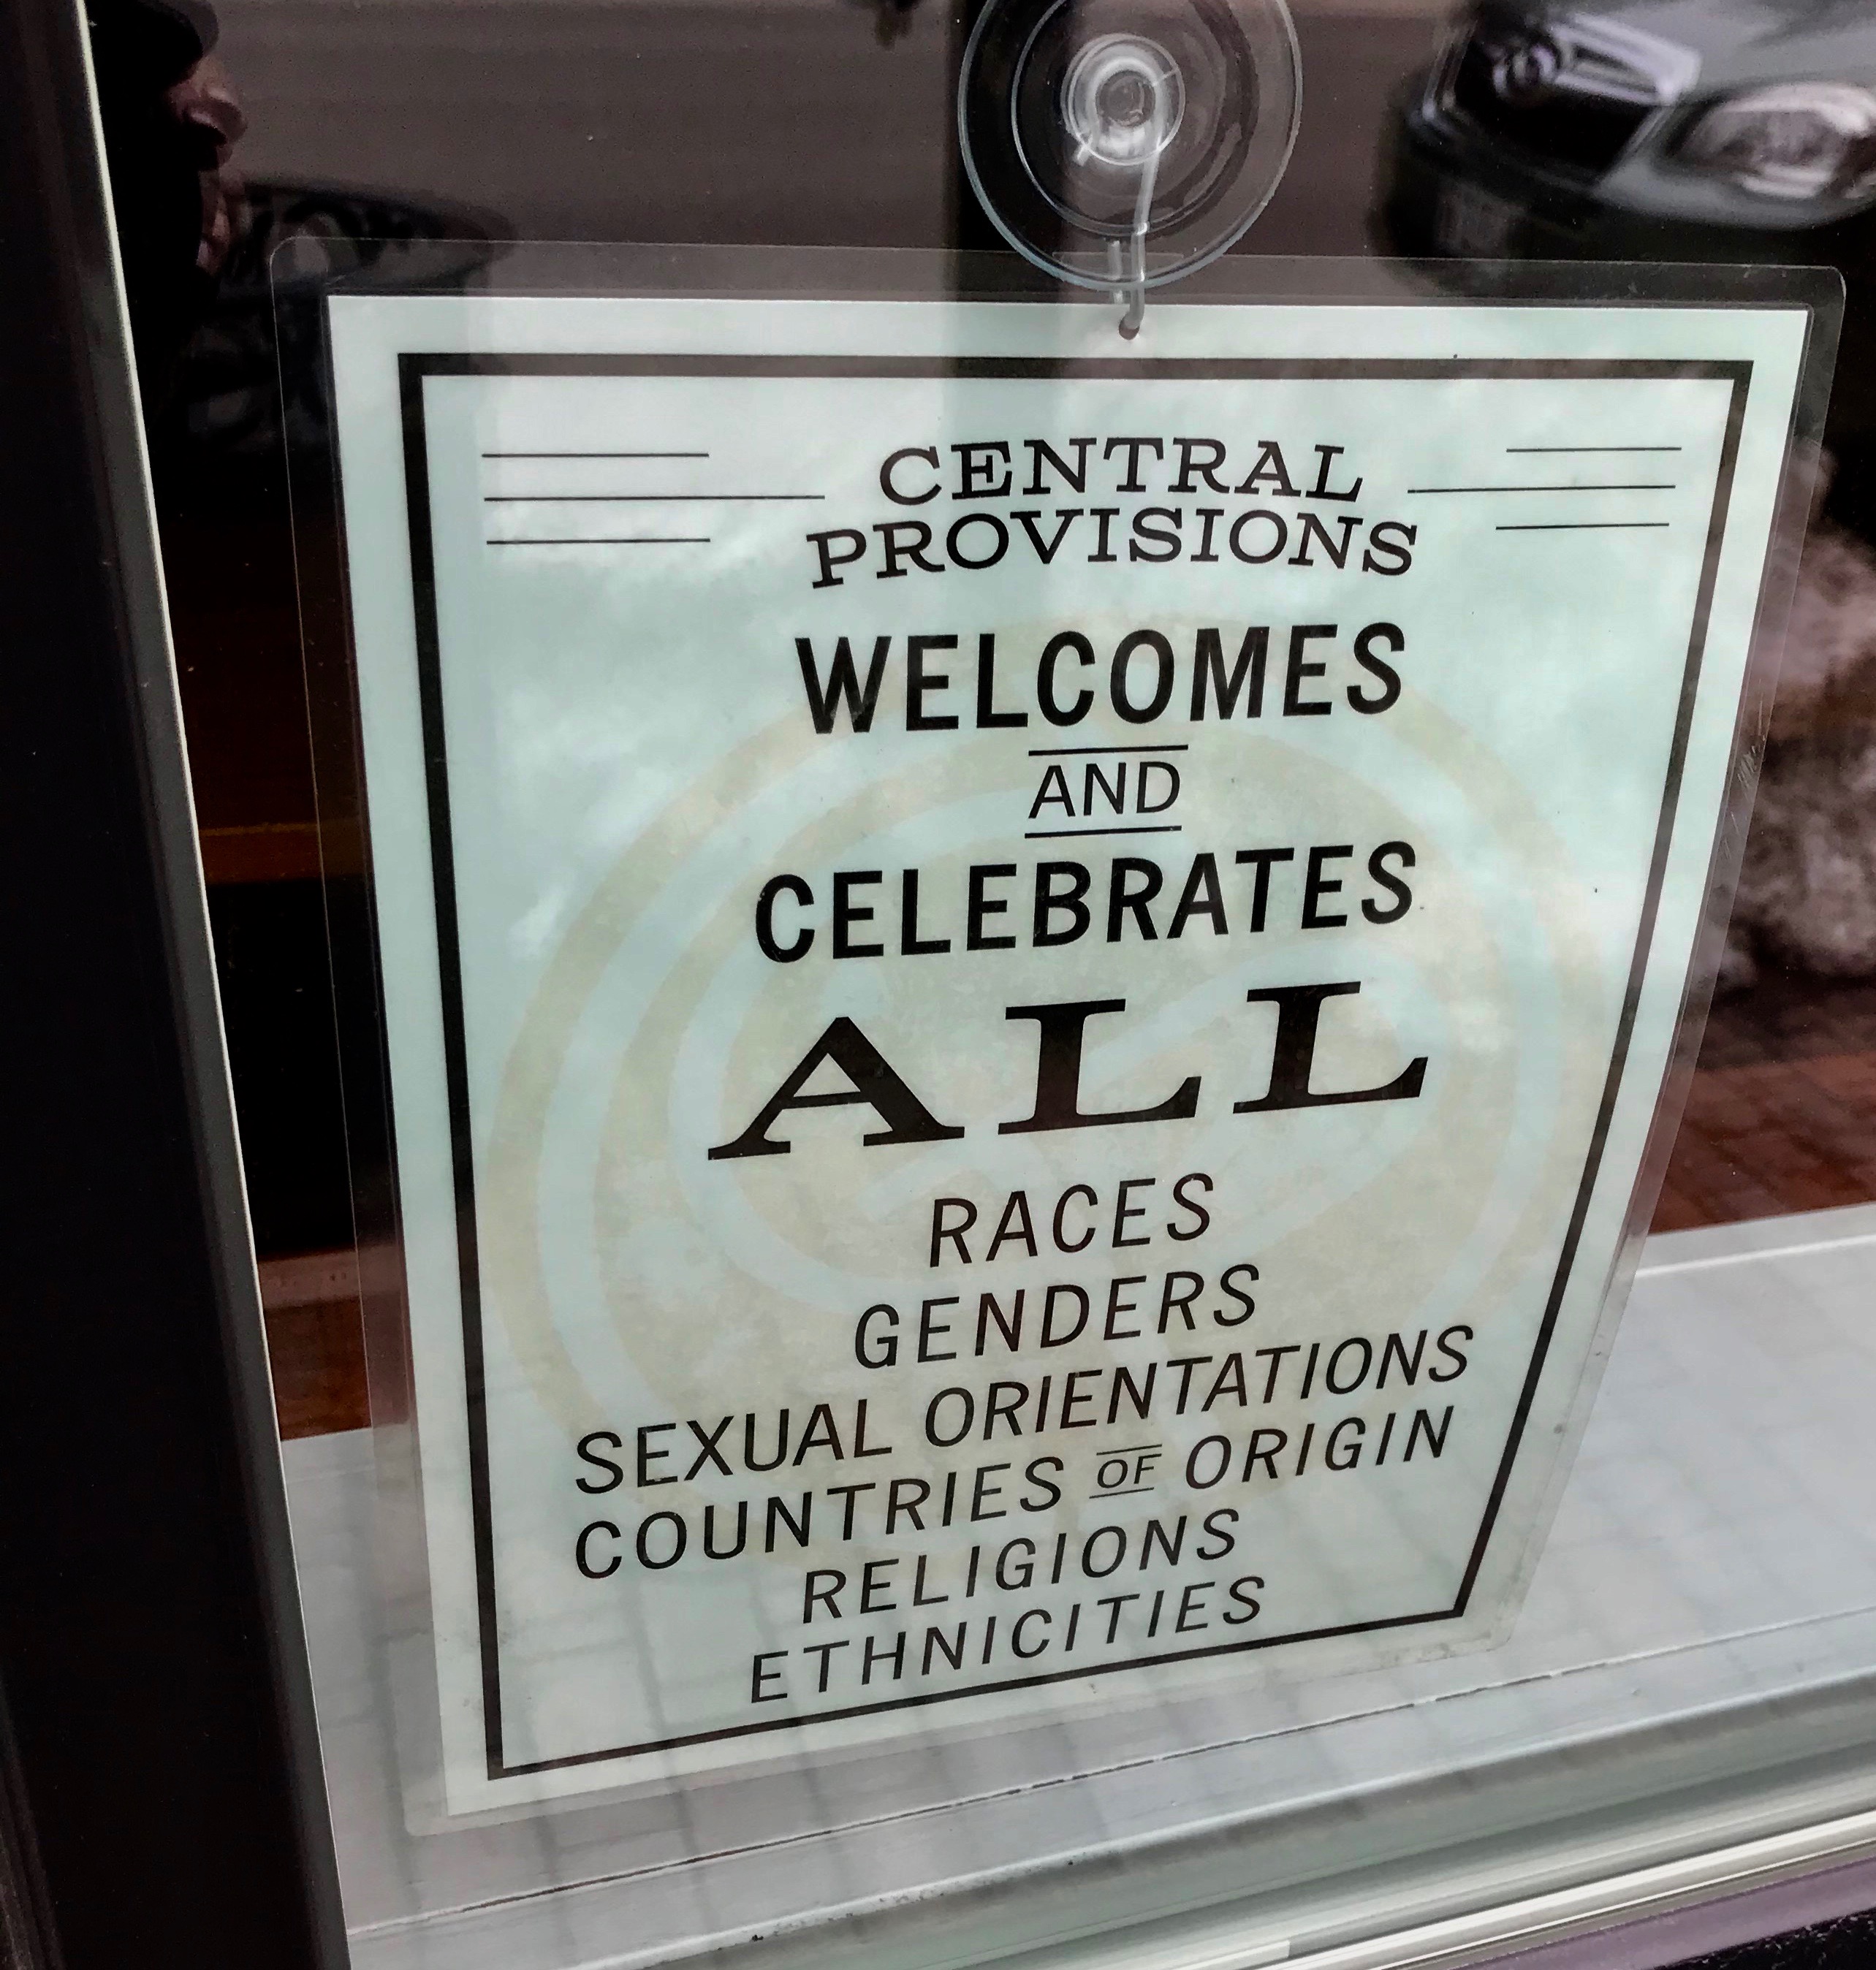 CENTRAL
PROVISIONS
WELCOMES
AND
CELEBRATES
ALL
RACES
GENDERS
SEXUAL ORIENTATIONS
COUNTRIES OF ORIGIN
RELIGIONS
ETHNICITIES